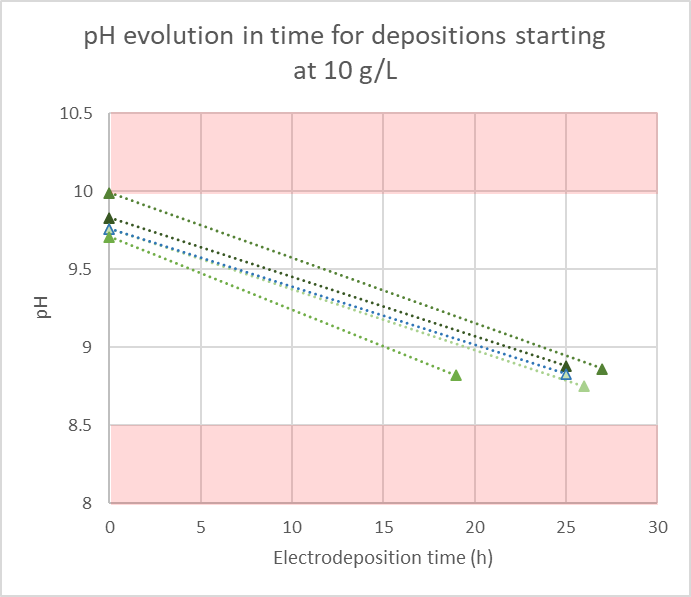 pH evolution in time for depositions starting
at 10 g/L
10.5
10
9.5
9
8.5
8
pH
0 5 10 15 20 25 30
Electrodeposition time (h)